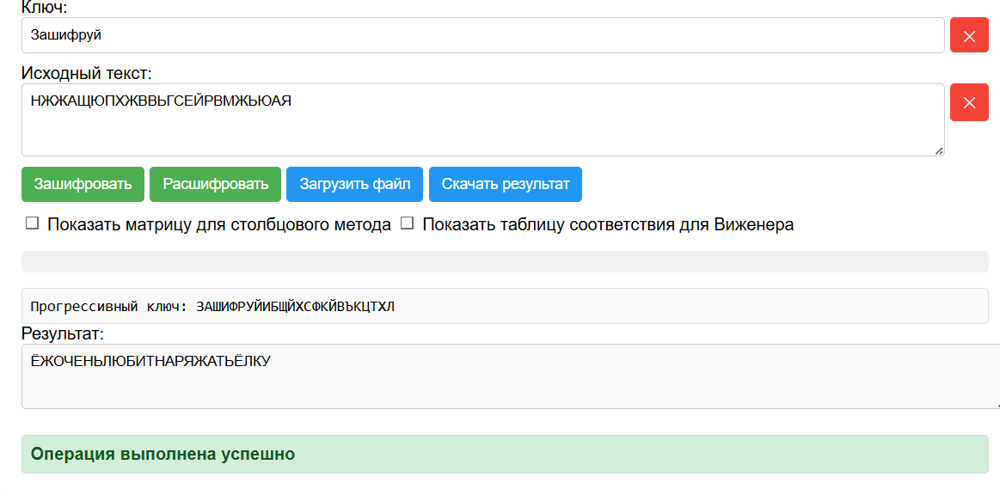 Ключ:
Зашифруй
Исходный текст:
НЖЖАЩЮПХЖВВЬГСЕЙРВМЖЬЮАЯ
Зашифровать Расшифровать Загрузить файл Скачать результат
Показать матрицу для столбцового метода Показать таблицу соответствия для Виженера
Прогрессивный ключ: ЗАШИФРУЙИБЩЙХСФКЙВЪКЦТХЛ
Результат:
ЁЖОЧЕНЬЛЮБИТНАРЯЖАТЬЁЛКУ
Операция выполнена успешно